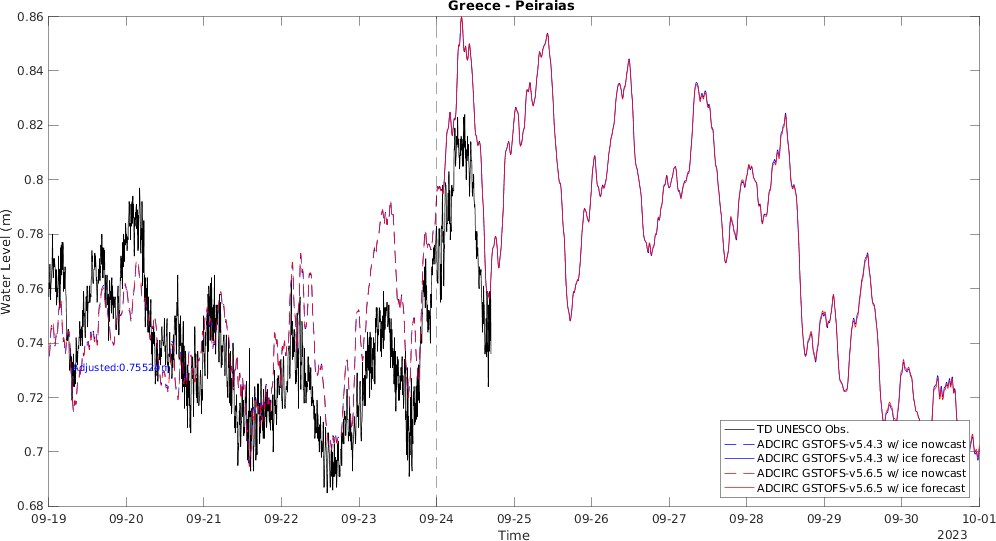 Greece - Peiraias
0.86
0.84
0.82
0.8
0.78
0.76
0.74
0.72
0.7
0.68
Water Level (m)
TD UNESCO Obs.
ADCIRC GSTOFS-v5.4.3 w/ ice nowcast
ADCIRC GSTOFS-v5.4.3 w/ ice forecast
ADCIRC GSTOFS-v5.6.5 w/ ice nowcast
ADCIRC GSTOFS-v5.6.5 w/ ice forecast
09-19 09-20 09-21 09-22 09-23 09-24 09-25 09-26 09-27 09-28 09-29 09-30 10-01
Time
2023